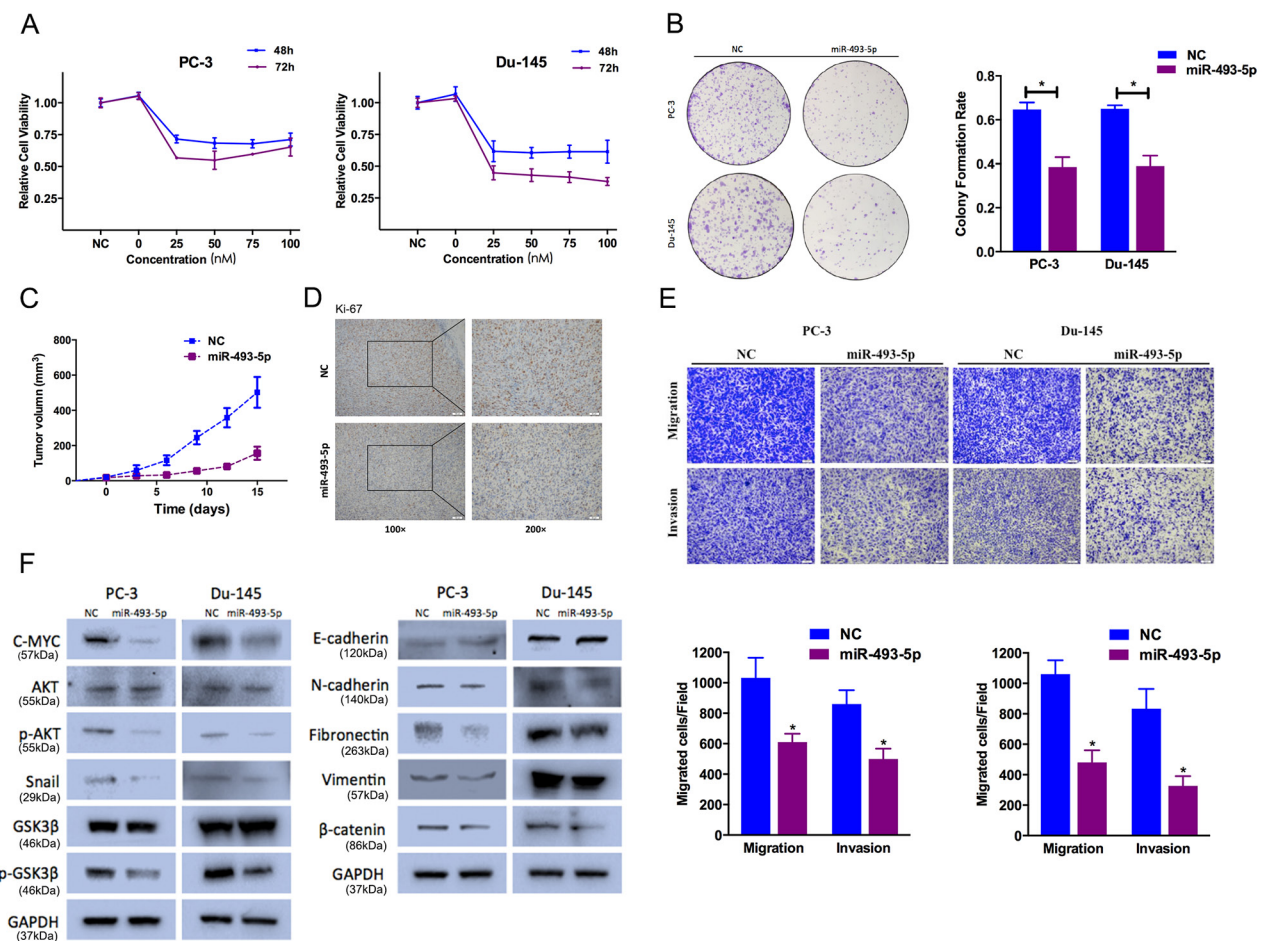 A
PC-3
48h
72h
Relative Cell Viability
1.00
0.75
0.50
0.25
NC 0 25 50 75 100
Concentration (nM)
Du-145
48h
72h
Relative Cell Viability
1.00
0.75
0.50
0.25
NC 0 25 50 75 100
Concentration (nM)
B
NC miR-493-5p
PC-3
Du-145
NC
miR-493-5p
Colony Formation Rate
0.8
0.6
0.4
0.2
0.0
* *
PC-3 Du-145
C
NC
miR-493-5p
Tumor volumn (mm³)
800
600
400
200
0
0 5 10 15
Time (days)
D
Ki-67
NC
miR-493-5p
100× 200×
E
PC-3 Du-145
NC miR-493-5p NC miR-493-5p
Migration
Invasion
NC
miR-493-5p
Migrated cells/Field
1200
1000
800
600
400
200
0
* *
Migration Invasion
NC
miR-493-5p
Migrated cells/Field
1200
1000
800
600
400
200
0
* *
Migration Invasion
F
PC-3 Du-145
NC miR-493-5p NC miR-493-5p
C-MYC
(57kDa)
AKT
(55kDa)
p-AKT
(55kDa)
Snail
(29kDa)
GSK3β
(46kDa)
p-GSK3β
(46kDa)
GAPDH
(37kDa)
PC-3 Du-145
NC miR-493-5p NC miR-493-5p
E-cadherin
(120kDa)
N-cadherin
(140kDa)
Fibronectin
(263kDa)
Vimentin
(57kDa)
β-catenin
(86kDa)
GAPDH
(37kDa)